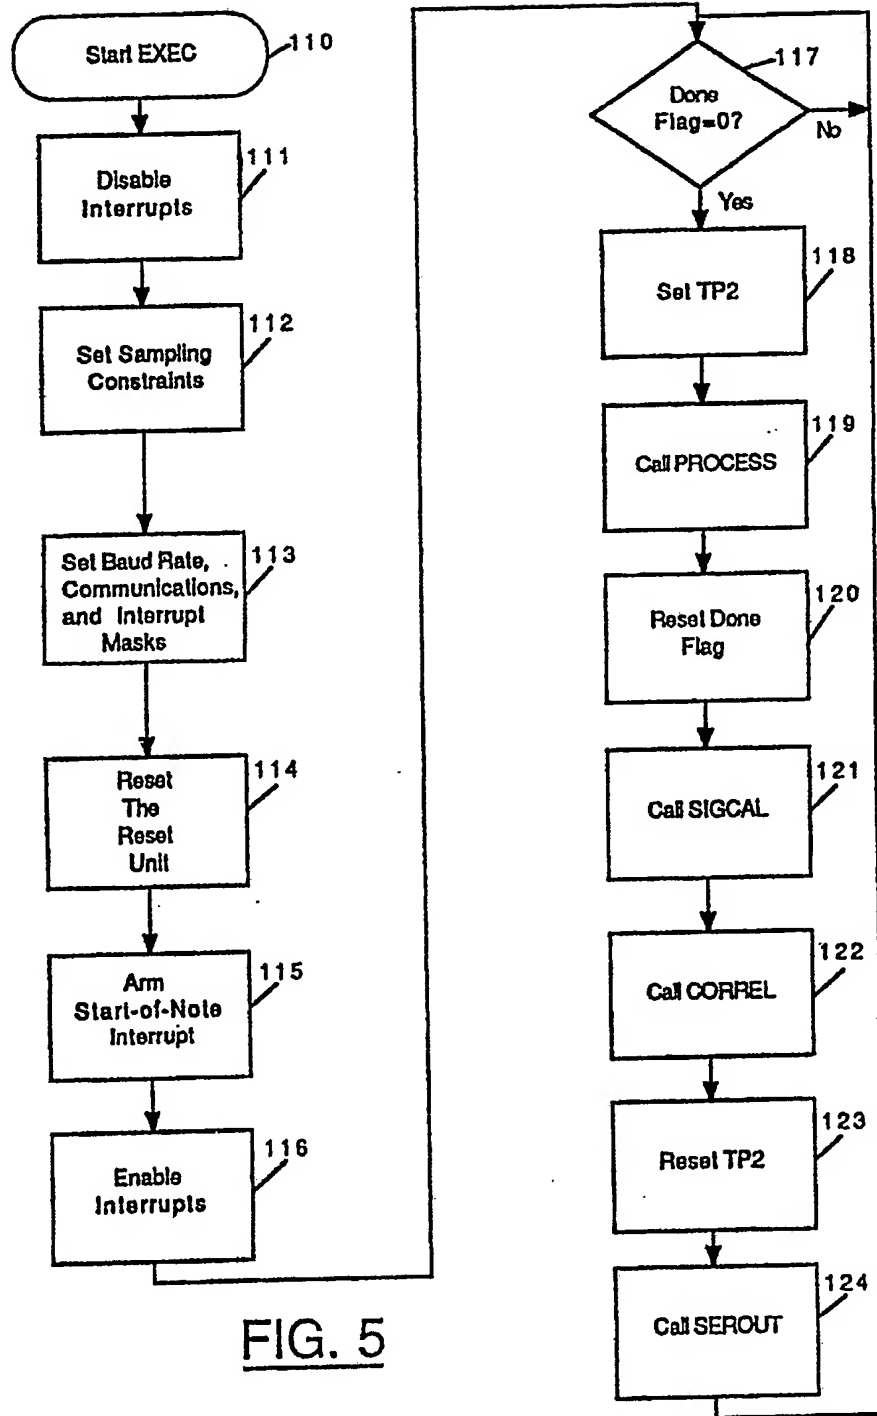 Start EXEC
110
Disable
Interrupts
111
Set Sampling
Constraints
112
Set Baud Rate,
Communications,
and Interrupt
Masks
113
Reset
The
Reset
Unit
114
Arm
Start-of-Note
Interrupt
115
Enable
Interrupts
116
FIG. 5
Done
Flag=0?
117
No
Yes
Set TP2
118
Call PROCESS
119
Reset Done
Flag
120
Call SIGCAL
121
Call CORREL
122
Reset TP2
123
Call SEROUT
124